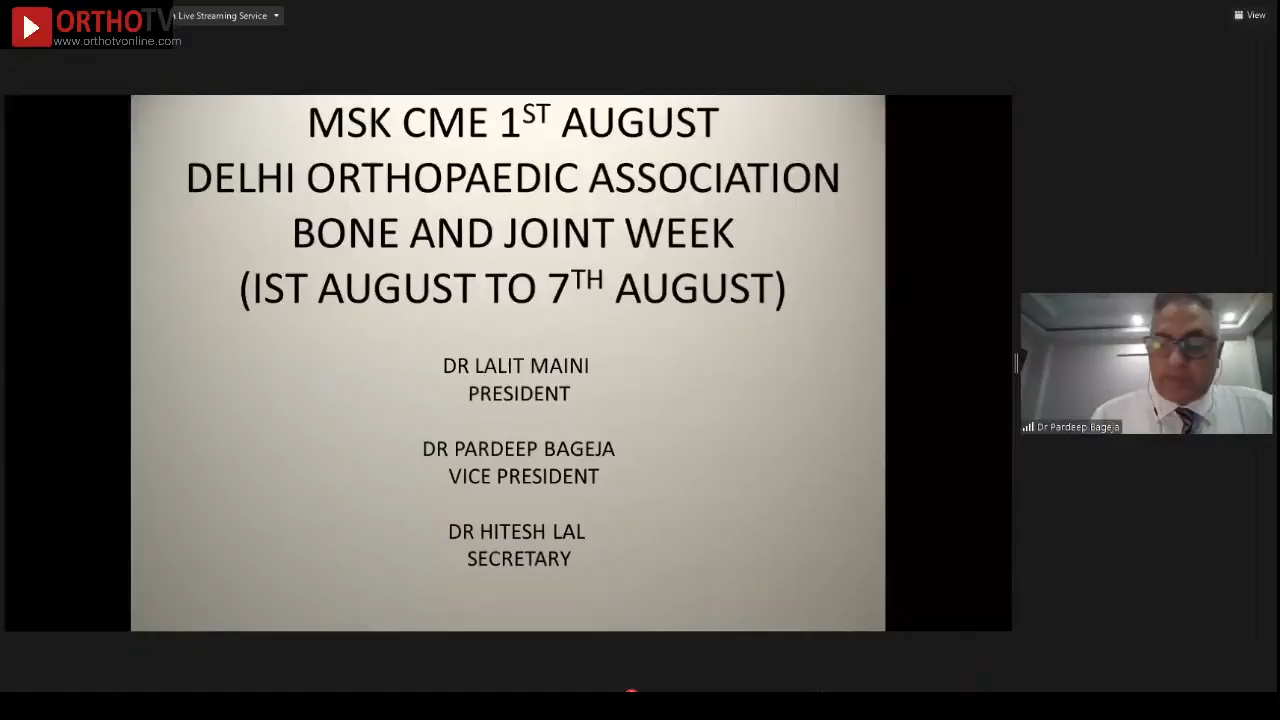 ORTHOTV
www.orthotvonline.com
Live Streaming Service
View
MSK CME 1ST AUGUST
DELHI ORTHOPAEDIC ASSOCIATION
BONE AND JOINT WEEK
(IST AUGUST TO 7TH AUGUST)
DR LALIT MAINI
PRESIDENT
DR PARDEEP BAGEJA
VICE PRESIDENT
DR HITESH LAL
SECRETARY
Dr Pardeep Bageja